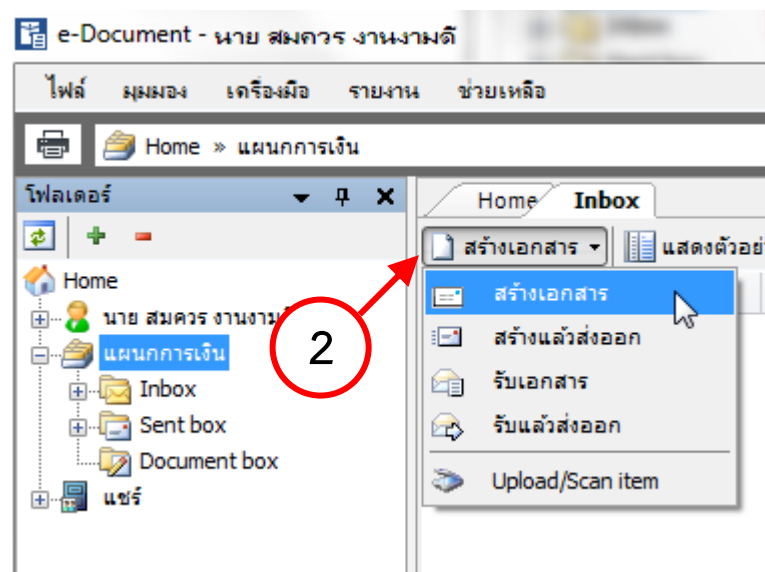 e-Document - นาย สมควร งานงามดี
ไฟล์ มุมมอง เครื่องมือ รายงาน ช่วยเหลือ
Home » แผนกการเงิน
โฟลเดอร์
Home Inbox
สร้างเอกสาร แสดงตัวอย่
Home
นาย สมควร งานงาม
แผนกการเงิน
Inbox
Sent box
Document box
แชร์
2
สร้างเอกสาร
สร้างแล้วส่งออก
รับเอกสาร
รับแล้วส่งออก
Upload/Scan item